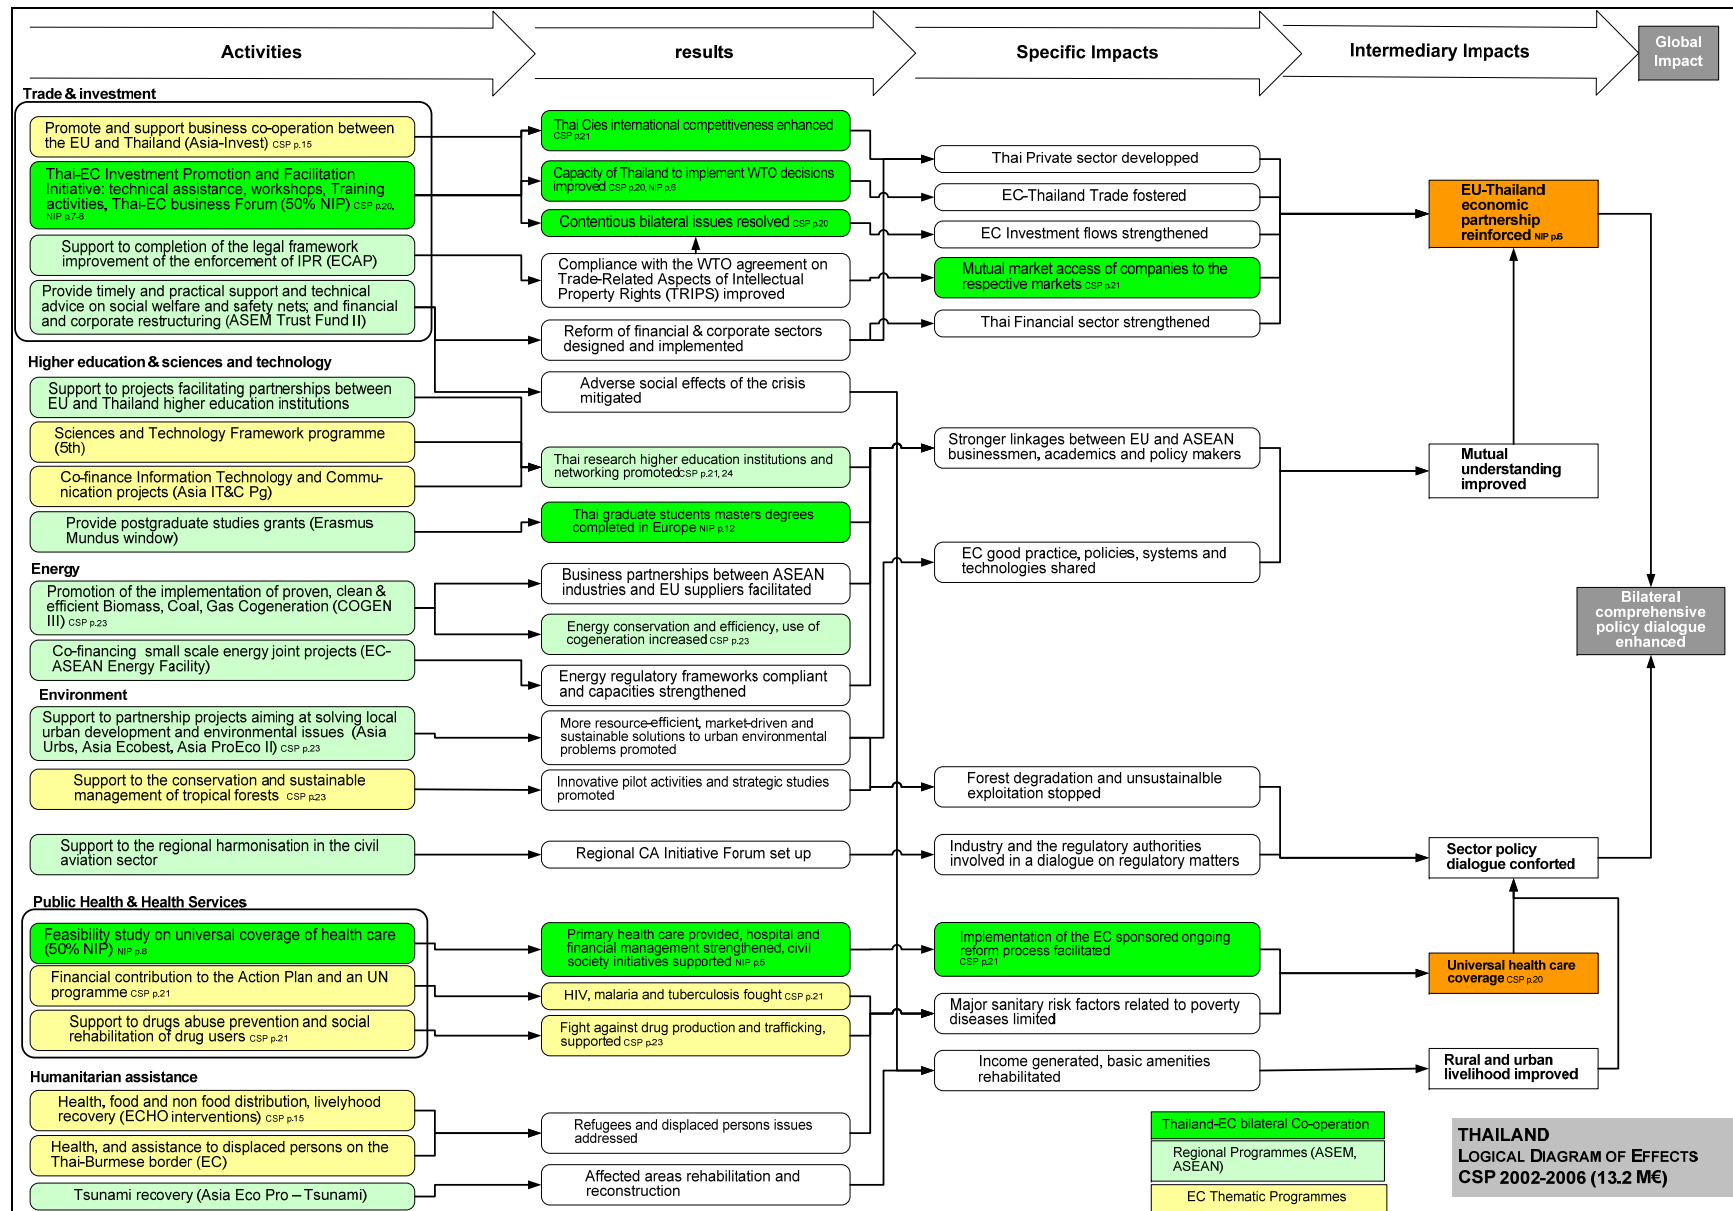 Activities
results
Specific Impacts
Intermediary Impacts
Global
Impact
Trade & investment
Promote and support business co-operation between
the EU and Thailand (Asia-Invest) CSP p.15
Thai-EC Investment Promotion and Facilitation
Initiative: technical assistance, workshops, Training
activities, Thai-EC business Forum (50% NIP) CSP p.20,
NIP p.7-8
Support to completion of the legal framework
improvement of the enforcement of IPR (ECAP)
Provide timely and practical support and technical
advice on social welfare and safety nets; and financial
and corporate restructuring (ASEM Trust Fund II)
Higher education & sciences and technology
Support to projects facilitating partnerships between
EU and Thailand higher education institutions
Sciences and Technology Framework programme
(5th)
Co-finance Information Technology and Commu-
nication projects (Asia IT&C Pg)
Provide postgraduate studies grants (Erasmus
Mundus window)
Energy
Promotion of the implementation of proven, clean &
efficient Biomass, Coal, Gas Cogeneration (COGEN
III) CSP p.23
Co-financing small scale energy joint projects (EC-
ASEAN Energy Facility)
Environment
Support to partnership projects aiming at solving local
urban development and environmental issues (Asia
Urbs, Asia Ecobest, Asia ProEco II) CSP p.23
Support to the conservation and sustainable
management of tropical forests CSP p.23
Support to the regional harmonisation in the civil
aviation sector
Public Health & Health Services
Feasibility study on universal coverage of health care
(50% NIP) NIP p.8
Financial contribution to the Action Plan and an UN
programme CSP p.21
Support to drugs abuse prevention and social
rehabilitation of drug users CSP p.21
Humanitarian assistance
Health, food and non food distribution, livelyhood
recovery (ECHO interventions) CSP p.15
Health, and assistance to displaced persons on the
Thai-Burmese border (EC)
Tsunami recovery (Asia Eco Pro – Tsunami)
Thai Cies international competitiveness enhanced
CSP p.21
Capacity of Thailand to implement WTO decisions
improved CSP p.20, NIP p.6
Contentious bilateral issues resolved CSP p.20
Compliance with the WTO agreement on
Trade-Related Aspects of Intellectual
Property Rights (TRIPS) improved
Reform of financial & corporate sectors
designed and implemented
Adverse social effects of the crisis
mitigated
Thai research higher education institutions and
networking promotedCSP p.21, 24
Thai graduate students masters degrees
completed in Europe NIP p.12
Business partnerships between ASEAN
industries and EU suppliers facilitated
Energy conservation and efficiency, use of
cogeneration increased CSP p.23
Energy regulatory frameworks compliant
and capacities strengthened
More resource-efficient, market-driven and
sustainable solutions to urban environmental
problems promoted
Innovative pilot activities and strategic studies
promoted
Regional CA Initiative Forum set up
Primary health care provided, hospital and
financial management strengthened, civil
society initiatives supported NIP p.5
HIV, malaria and tuberculosis fought CSP p.21
Fight against drug production and trafficking,
supported CSP p.23
Refugees and displaced persons issues
addressed
Affected areas rehabilitation and
reconstruction
Thai Private sector developped
EC-Thailand Trade fostered
EC Investment flows strengthened
Mutual market access of companies to the
respective markets CSP p.21
Thai Financial sector strengthened
Stronger linkages between EU and ASEAN
businessmen, academics and policy makers
EC good practice, policies, systems and
technologies shared
Forest degradation and unsustainalble
exploitation stopped
Industry and the regulatory authorities
involved in a dialogue on regulatory matters
Implementation of the EC sponsored ongoing
reform process facilitated
CSP p.21
Major sanitary risk factors related to poverty
diseases limited
Income generated, basic amenities
rehabilitated
EU-Thailand
economic
partnership
reinforced NIP p.6
Mutual
understanding
improved
Sector policy
dialogue conforted
Universal health care
coverage CSP p.20
Rural and urban
livelihood improved
Bilateral
comprehensive
policy dialogue
enhanced
Thailand-EC bilateral Co-operation
Regional Programmes (ASEM,
ASEAN)
EC Thematic Programmes
THAILAND
LOGICAL DIAGRAM OF EFFECTS
CSP 2002-2006 (13.2 M€)